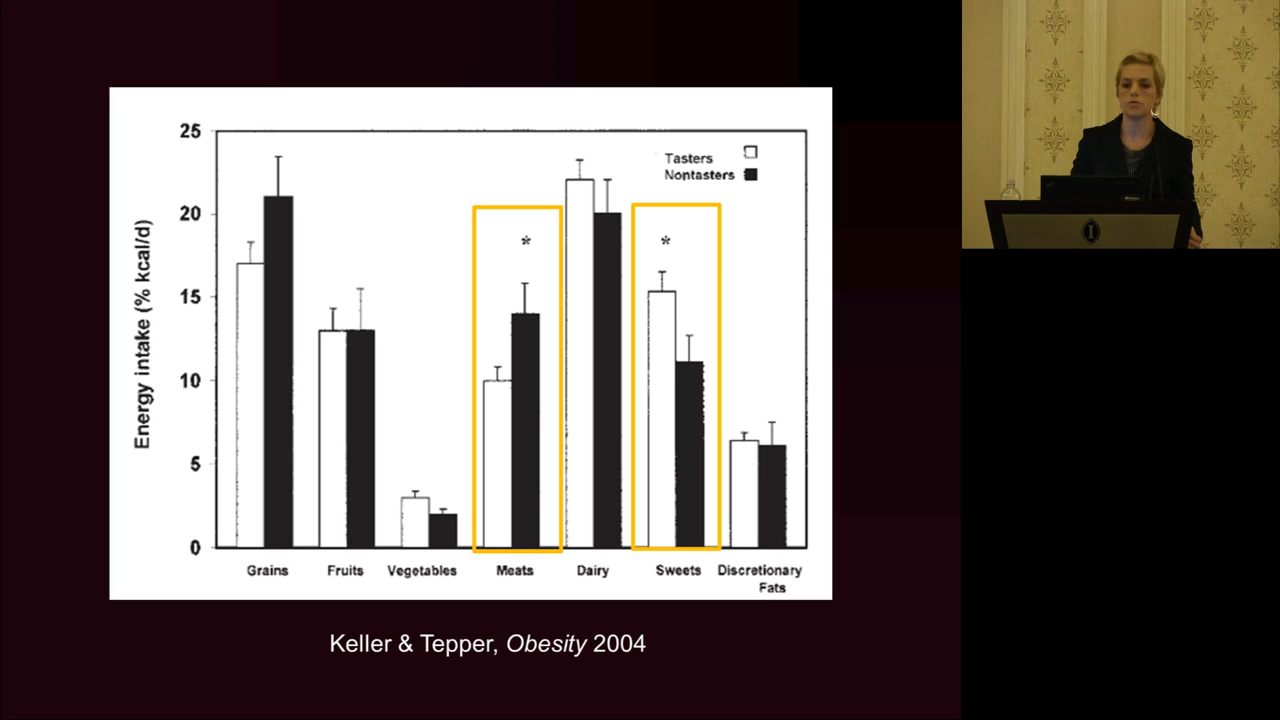 25
20
15
10
5
0
Energy intake (% kcal/d)
Tasters
Nontasters
*
*
Grains
Fruits
Vegetables
Meats
Dairy
Sweets
Discretionary
Fats
Keller & Tepper, Obesity 2004
I